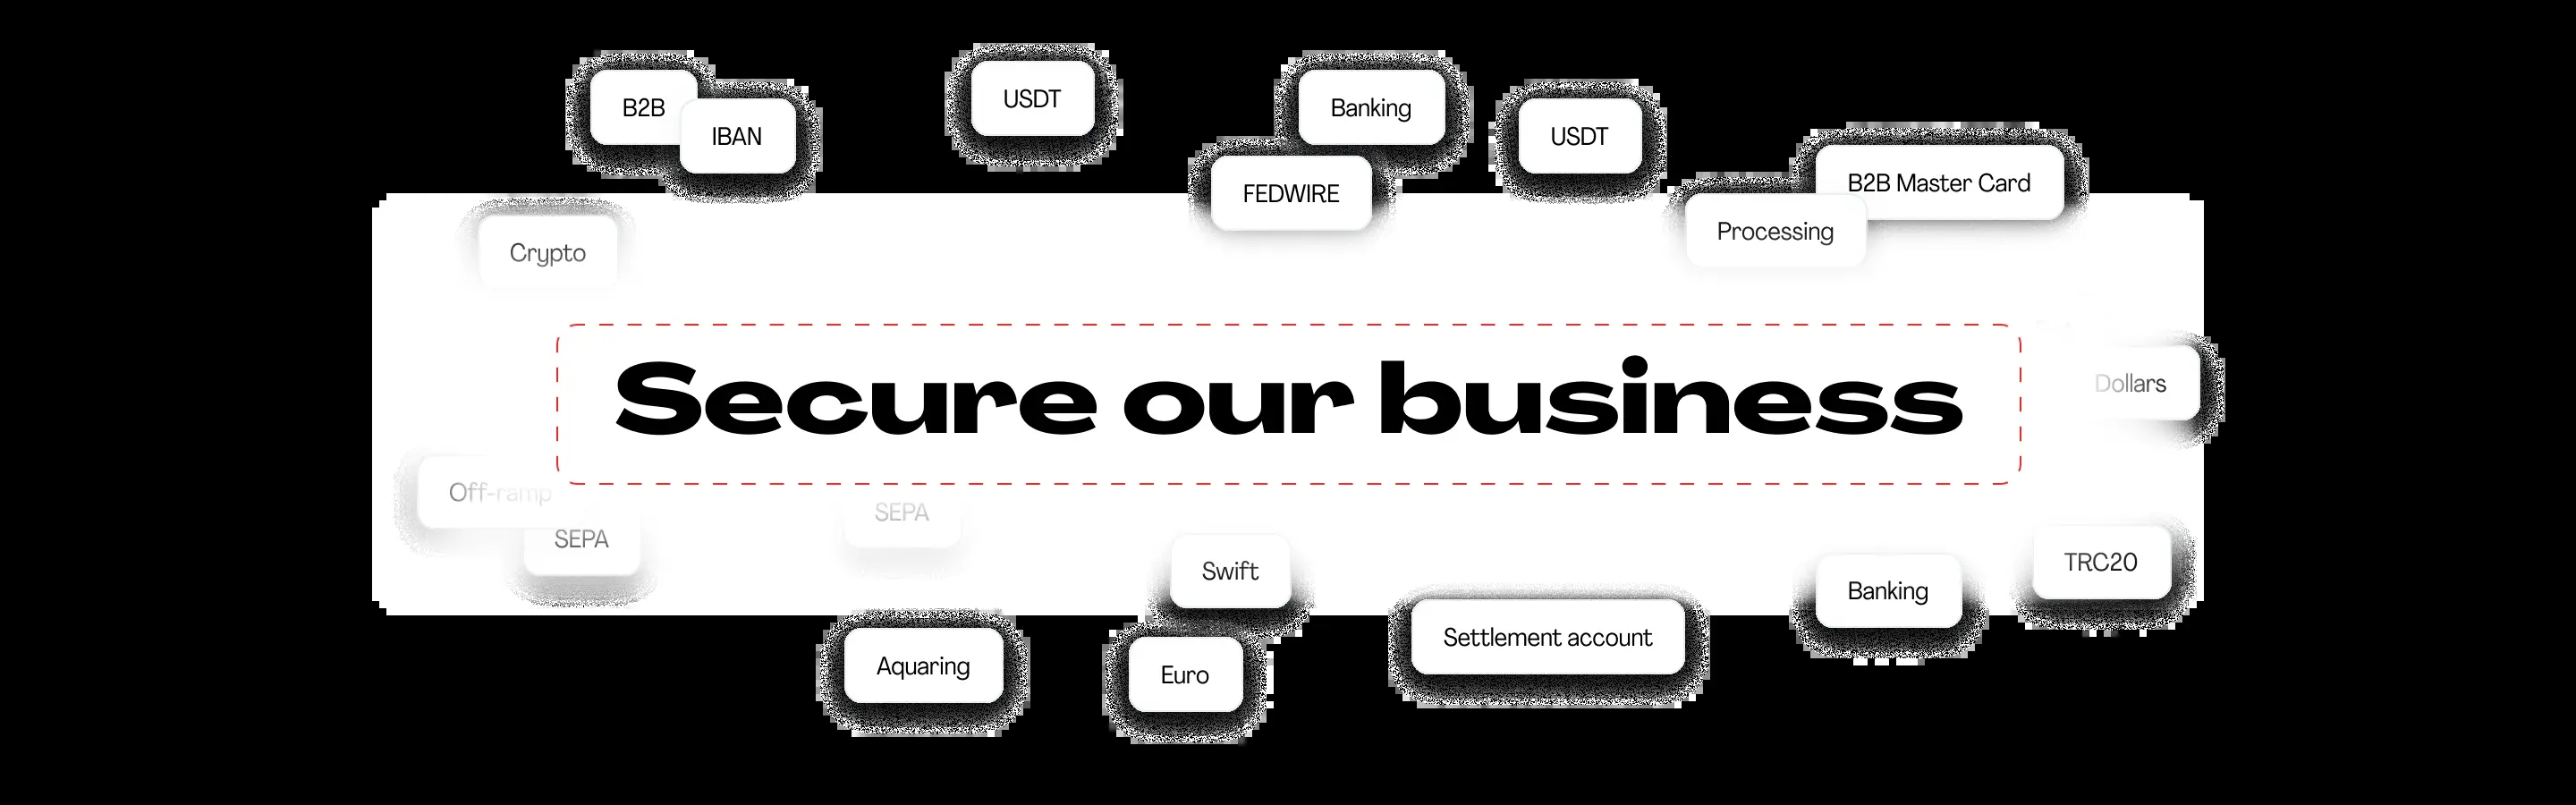 USDT
B2B
Banking
IBAN
USDT
FEDWIRE
B2B Master Card
Processing
Crypto
Dollars
Secure our business
Off-ramp
SEPA
SEPA
TRC20
Swift
Banking
Settlement account
Aquaring
Euro